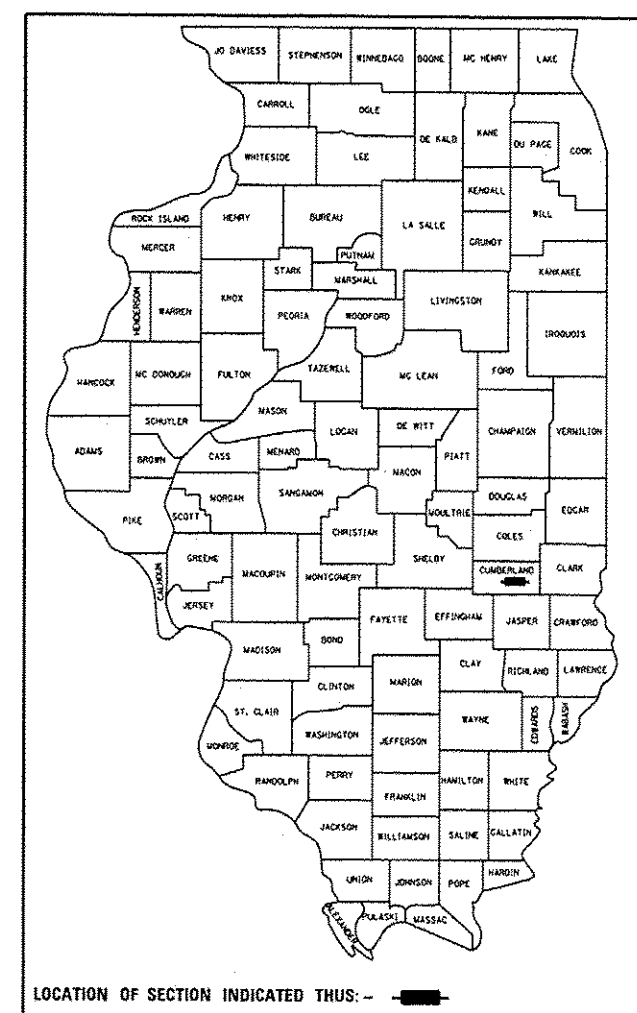 JO DAVIESS STEPHENSON WINNEBAGO BOONE MC HENRY LAKE
CARROLL OGLE DE KALB KANE DU PAGE COOK
WHITESIDE LEE KENDALL WILL
ROCK ISLAND HENRY BUREAU LA SALLE GRUNDY
MERCER PUTNAM KANKAKEE
HENDERSON WARREN KNOX STARK MARSHALL LIVINGSTON
PEORIA WOODFORD IROQUOIS
HANCOCK MC DONOUGH FULTON TAZEWELL MC LEAN FORD
SCHUYLER MASON LOGAN DE WITT CHAMPAIGN VERMILION
ADAMS BROWN CASS MENARD MACON PIATT
PIKE SCOTT MORGAN SANGAMON CHRISTIAN MOULTRIE DOUGLAS EDGAR
COLES
CALHOUN GREENE MACOUPIN MONTGOMERY SHELBY CUMBERLAND CLARK
JERSEY FAYETTE EFFINGHAM JASPER CRAWFORD
MADISON BOND CLAY RICHLAND LAWRENCE
CLINTON MARION
ST. CLAIR WASHINGTON JEFFERSON WAYNE EDWARDS WABASH
MONROE
RANDOLPH PERRY FRANKLIN HAMILTON WHITE
JACKSON WILLIAMSON SALINE GALLATIN
UNION JOHNSON POPE HARDIN
ALEXANDER PULASKI MASSAC
LOCATION OF SECTION INDICATED THUS: -